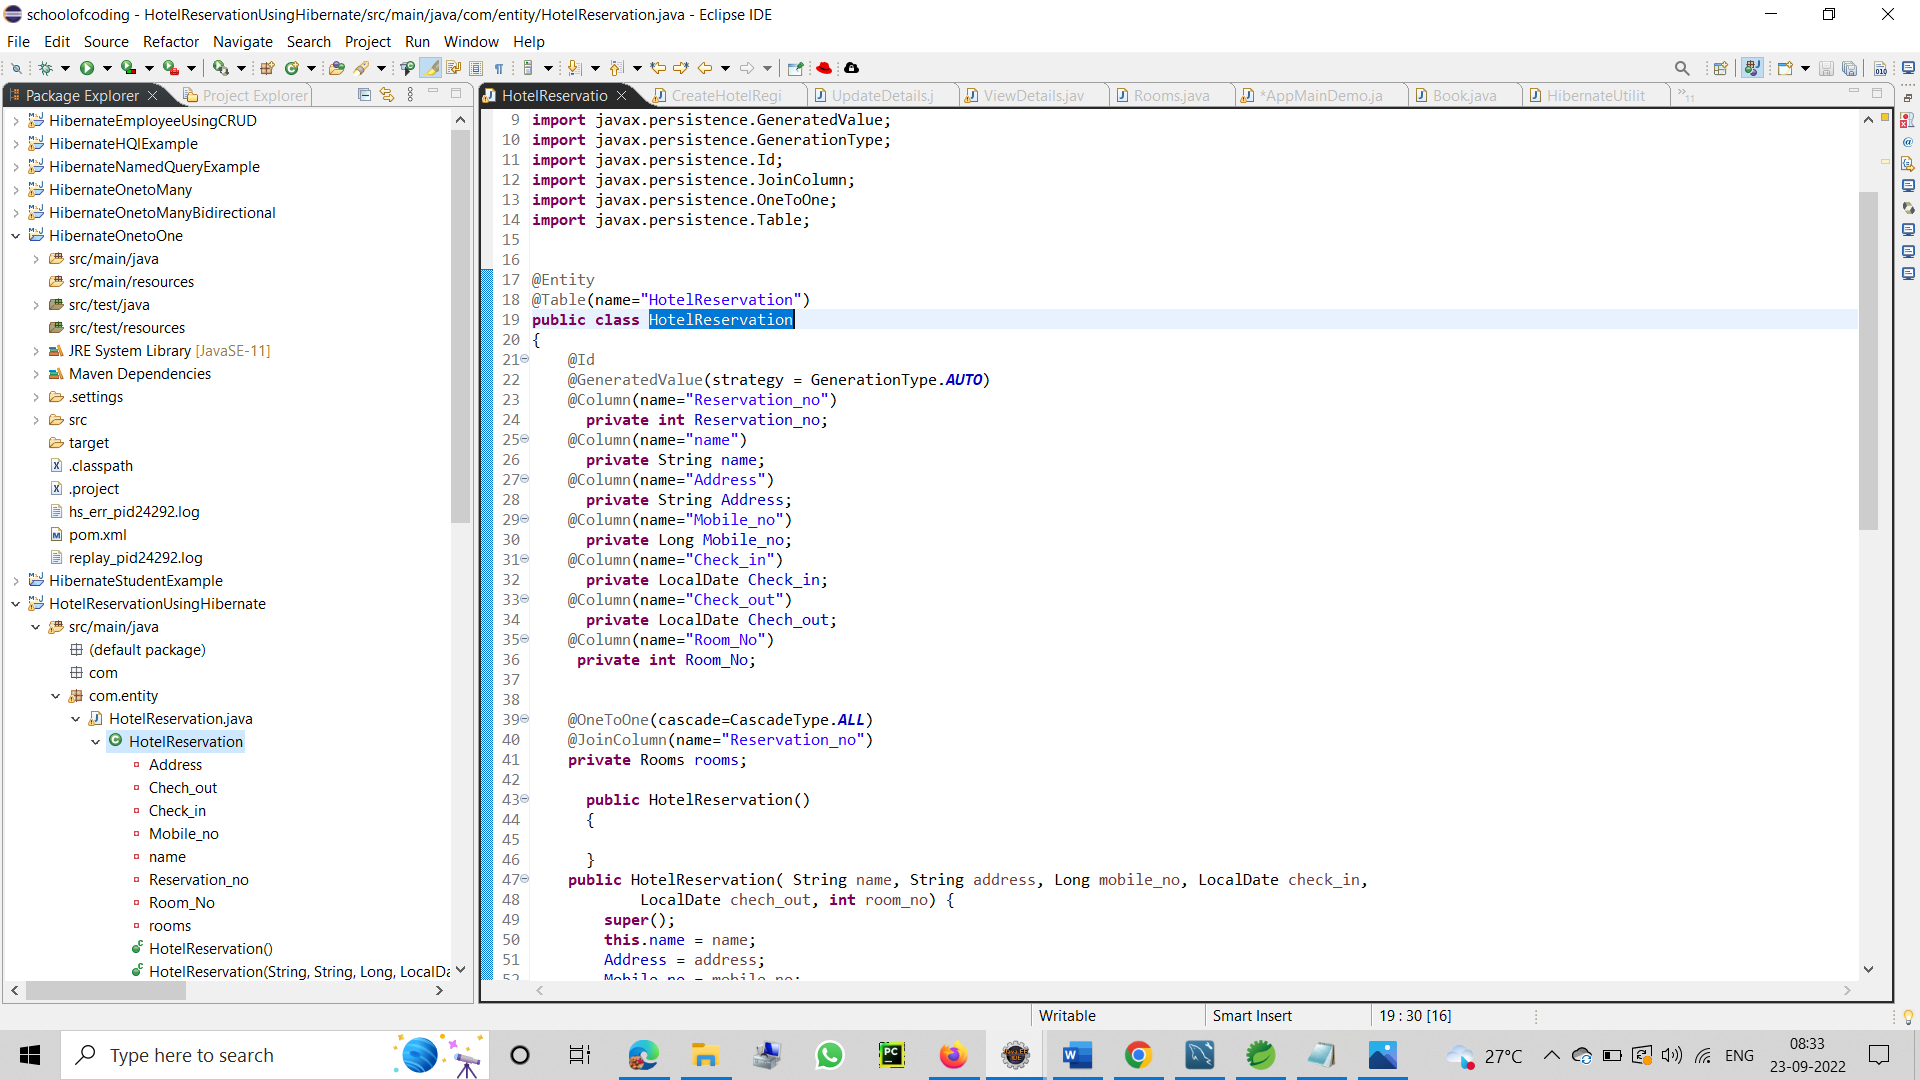 schoolofcoding - HotelReservationUsingHibernate/src/main/java/com/entity/HotelReservation.java - Eclipse IDE
File Edit Source Refactor Navigate Search Project Run Window Help
Package Explorer Project Explorer
HotelReservatio CreateHotelRegi UpdateDetails.j ViewDetails.jav Rooms.java *AppMainDemo.ja Book.java HibernateUtilit »11
HibernateEmployeeUsingCRUD
HibernateHQlExample
HibernateNamedQueryExample
HibernateOnetoMany
HibernateOnetoManyBidirectional
HibernateOnetoOne
src/main/java
src/main/resources
src/test/java
src/test/resources
JRE System Library [JavaSE-11]
Maven Dependencies
.settings
src
target
.classpath
.project
hs_err_pid24292.log
pom.xml
replay_pid24292.log
HibernateStudentExample
HotelReservationUsingHibernate
src/main/java
(default package)
com
com.entity
HotelReservation.java
HotelReservation
Address
Chech_out
Check_in
Mobile_no
name
Reservation_no
Room_No
rooms
HotelReservation()
HotelReservation(String, String, Long, LocalDa
9 import javax.persistence.GeneratedValue;
10 import javax.persistence.GenerationType;
11 import javax.persistence.Id;
12 import javax.persistence.JoinColumn;
13 import javax.persistence.OneToOne;
14 import javax.persistence.Table;
15
16
17 @Entity
18 @Table(name="HotelReservation")
19 public class HotelReservation
20 {
21 @Id
22 @GeneratedValue(strategy = GenerationType.AUTO)
23 @Column(name="Reservation_no")
24 private int Reservation_no;
25 @Column(name="name")
26 private String name;
27 @Column(name="Address")
28 private String Address;
29 @Column(name="Mobile_no")
30 private Long Mobile_no;
31 @Column(name="Check_in")
32 private LocalDate Check_in;
33 @Column(name="Check_out")
34 private LocalDate Chech_out;
35 @Column(name="Room_No")
36 private int Room_No;
37
38
39 @OneToOne(cascade=CascadeType.ALL)
40 @JoinColumn(name="Reservation_no")
41 private Rooms rooms;
42
43 public HotelReservation()
44 {
45
46 }
47 public HotelReservation( String name, String address, Long mobile_no, LocalDate check_in,
48 LocalDate chech_out, int room_no) {
49 super();
50 this.name = name;
51 Address = address;
52 Mobile_no = mobile_no;
Writable Smart Insert 19 : 30 [16]
Type here to search
27°C ENG 08:33
23-09-2022